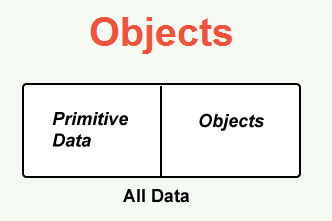 Objects
Primitive
Data
Objects
All Data